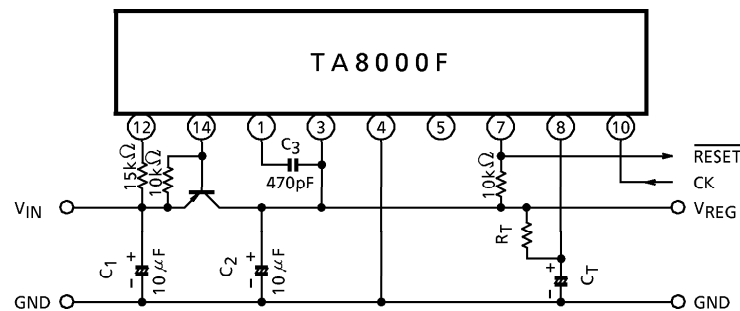 TA8000F
12 14 1 3 4 5 7 8 10
15kΩ 10kΩ C3 470pF 10kΩ RESET
CK
VIN VREG
RT
C1 + - 10μF C2 + - 10μF + - CT
GND GND